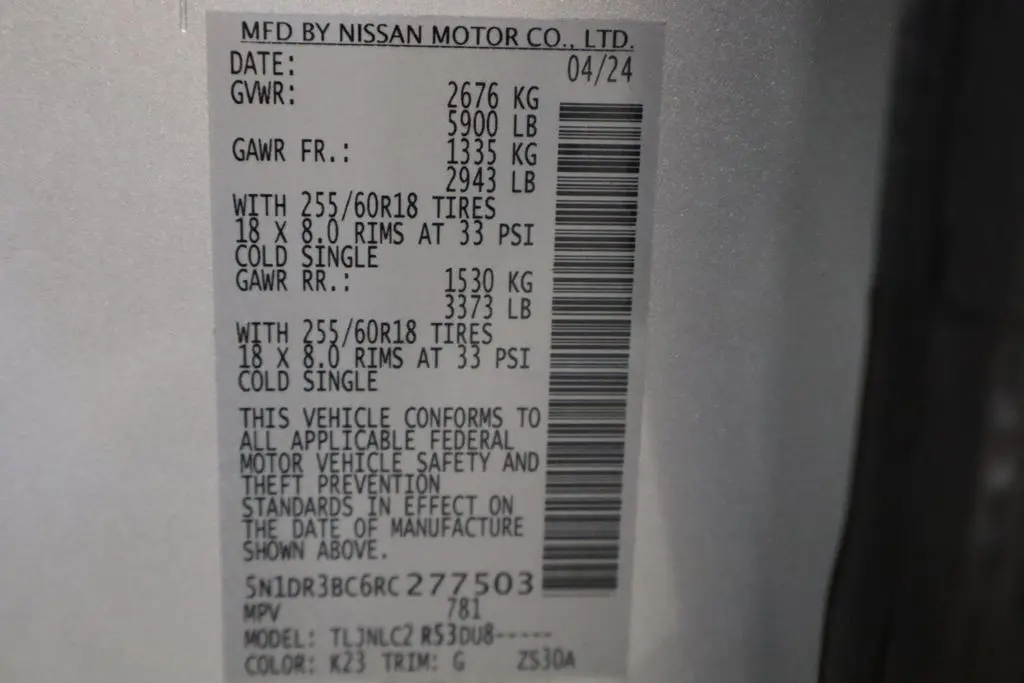 MFD BY NISSAN MOTOR CO., LTD.
DATE: 04/24
GVWR: 2676 KG
5900 LB
GAWR FR.: 1335 KG
2943 LB
WITH 255/60R18 TIRES
18 X 8.0 RIMS AT 33 PSI
COLD SINGLE
GAWR RR.: 1530 KG
3373 LB
WITH 255/60R18 TIRES
18 X 8.0 RIMS AT 33 PSI
COLD SINGLE
THIS VEHICLE CONFORMS TO
ALL APPLICABLE FEDERAL
MOTOR VEHICLE SAFETY AND
THEFT PREVENTION
STANDARDS IN EFFECT ON
THE DATE OF MANUFACTURE
SHOWN ABOVE.
5N1DR3BC6RC277503
MPV 781
MODEL: TLJNLC2 R53DU8-----
COLOR: K23 TRIM: G ZS30A